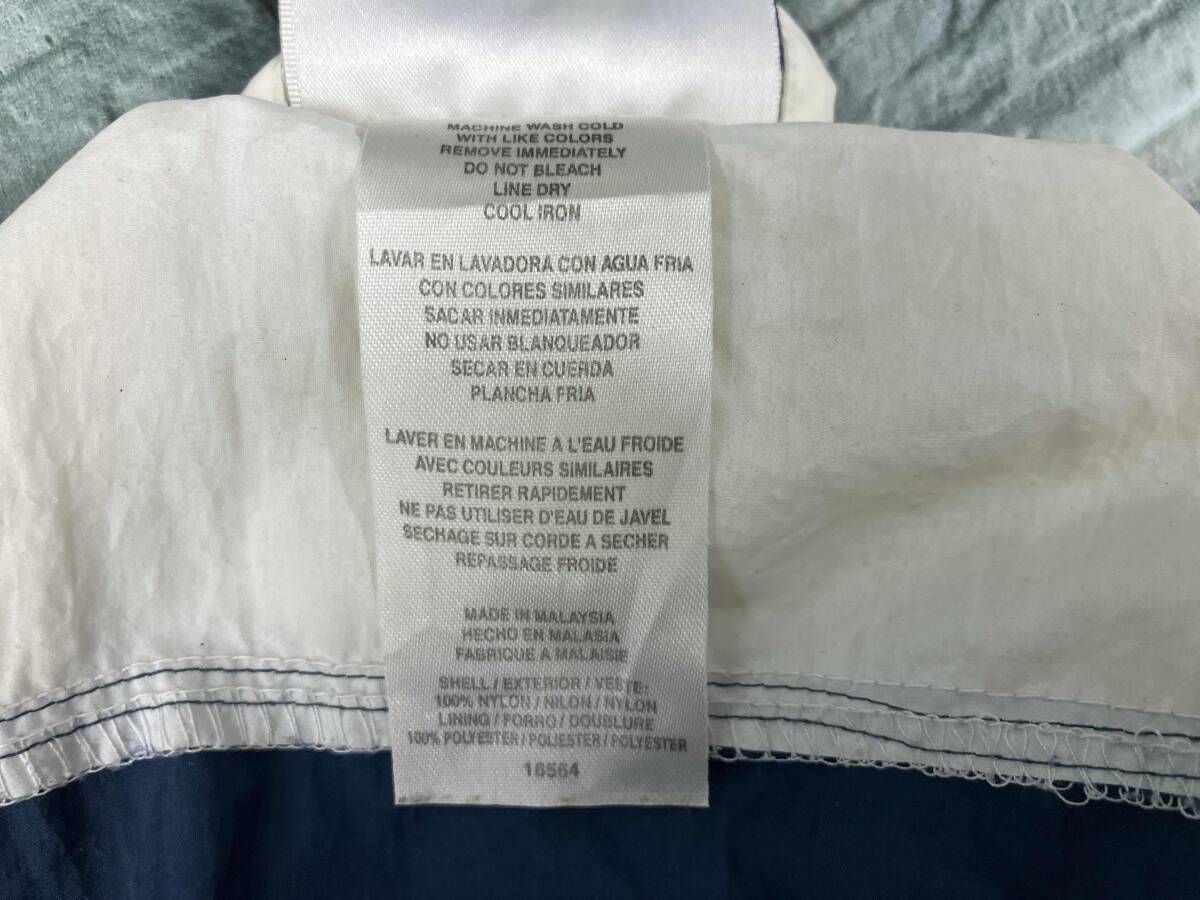 MACHINE WASH COLD
WITH LIKE COLORS
REMOVE IMMEDIATELY
DO NOT BLEACH
LINE DRY
COOL IRON
LAVAR EN LAVADORA CON AGUA FRIA
CON COLORES SIMILARES
SACAR INMEDIATAMENTE
NO USAR BLANQUEADOR
SECAR EN CUERDA
PLANCHA FRIA
LAVER EN MACHINE A L'EAU FROIDE
AVEC COULEURS SIMILAIRES
RETIRER RAPIDEMENT
NE PAS UTILISER D'EAU DE JAVEL
SECHAGE SUR CORDE A SECHER
REPASSAGE FROIDE
MADE IN MALAYSIA
HECHO EN MALASIA
FABRIQUE A MALAISIE
SHELL / EXTERIOR / VESTE:
100% NYLON / NILON / NYLON
LINING / FORRO / DOUBLURE
100% POLYESTER / POLIESTER / POLYESTER
16564